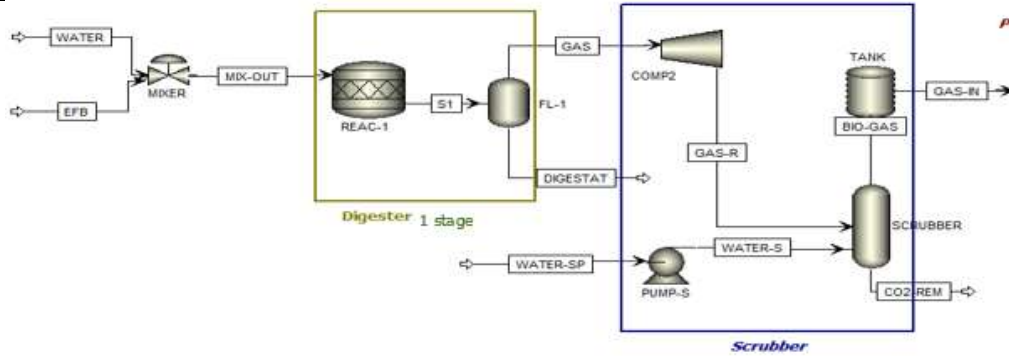 WATER
EFB
MIXER
MIX-OUT
REAC-1
S1
FL-1
GAS
DIGESTAT
Digester 1 stage
COMP2
GAS-R
TANK
BIO-GAS
GAS-IN
SCRUBBER
WATER-SP
PUMP-S
WATER-S
CO2-REM
Scrubber